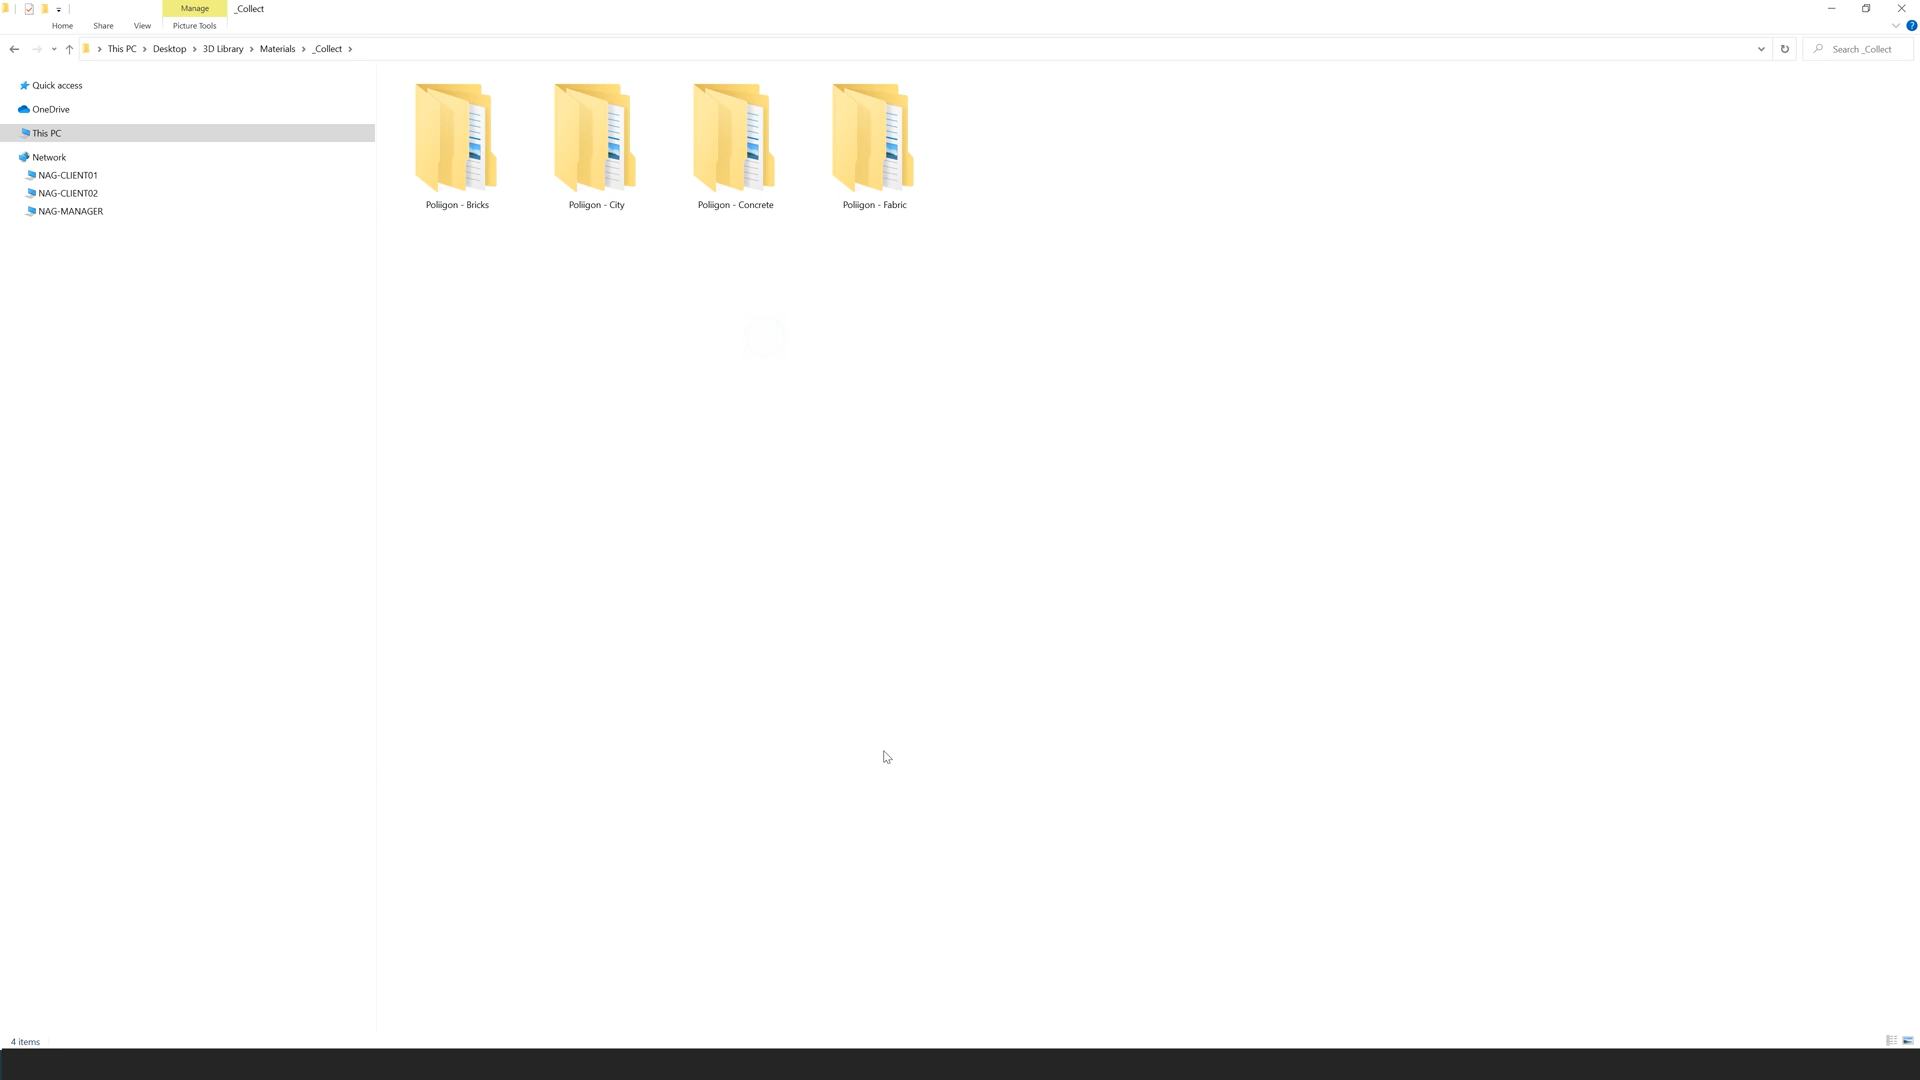 Manage
_Collect
Home
Share
View
Picture Tools
This PC
Desktop
3D Library
Materials
_Collect
Search _Collect
Quick access
OneDrive
This PC
Network
NAG-CLIENT01
NAG-CLIENT02
NAG-MANAGER
Poliigon - Bricks
Poliigon - City
Poliigon - Concrete
Poliigon - Fabric
4 items